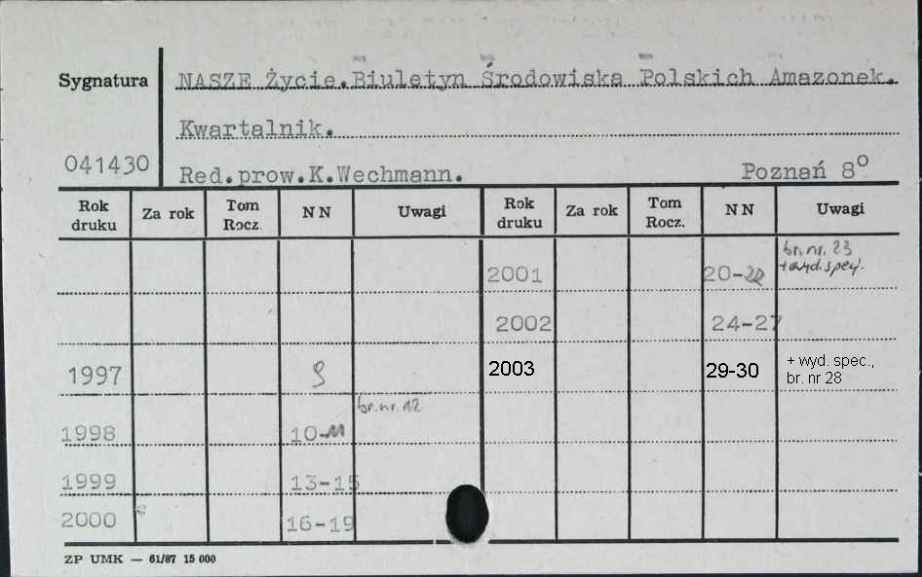 Sygnatura NASZE Życie.Biuletyn Środowiska Polskich Amazonek.
Kwartalnik.
041430 Red.prow.K.Wechmann. Poznań 8°
Rok druku Za rok Tom Rocz. NN Uwagi Rok druku Za rok Tom Rocz. NN Uwagi
2001 20-22 br. nr. 23 + wyd. spec.
2002 24-27
1997 9 2003 29-30 + wyd. spec., br. nr 28
br. nr. 12
1998 10-11
1999 13-15
2000 16-19
ZP UMK — 61/87 15 000